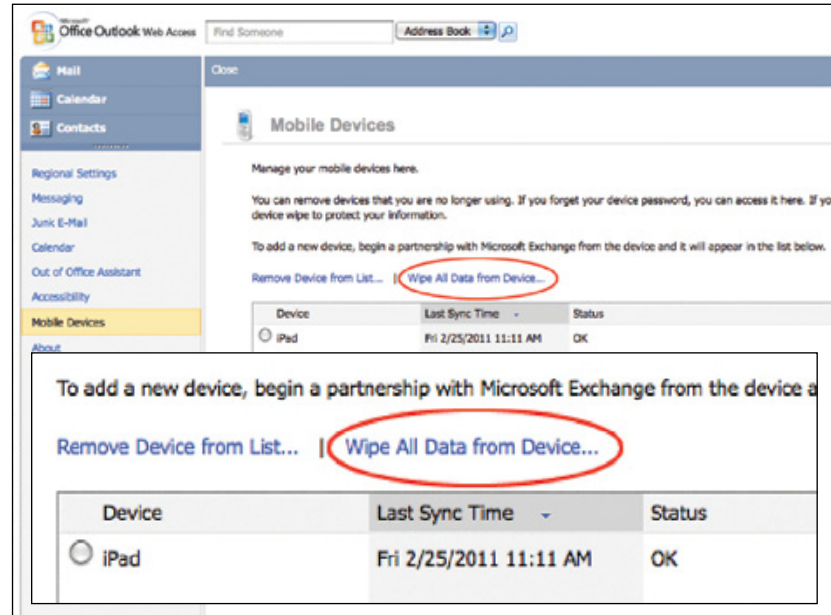 Microsoft
Office Outlook Web Access
Find Someone
Address Book
Mail
Close
Calendar
Contacts
Mobile Devices
Regional Settings
Messaging
Junk E-Mail
Calendar
Out of Office Assistant
Accessibility
Mobile Devices
About
Manage your mobile devices here.
You can remove devices that you are no longer using. If you forget your device password, you can access it here. If yo
device wipe to protect your information.
To add a new device, begin a partnership with Microsoft Exchange from the device and it will appear in the list below.
Remove Device from List... | Wipe All Data from Device...
Device Last Sync Time Status
iPad Fri 2/25/2011 11:11 AM OK
To add a new device, begin a partnership with Microsoft Exchange from the device a
Remove Device from List... | Wipe All Data from Device...
Device Last Sync Time Status
iPad Fri 2/25/2011 11:11 AM OK